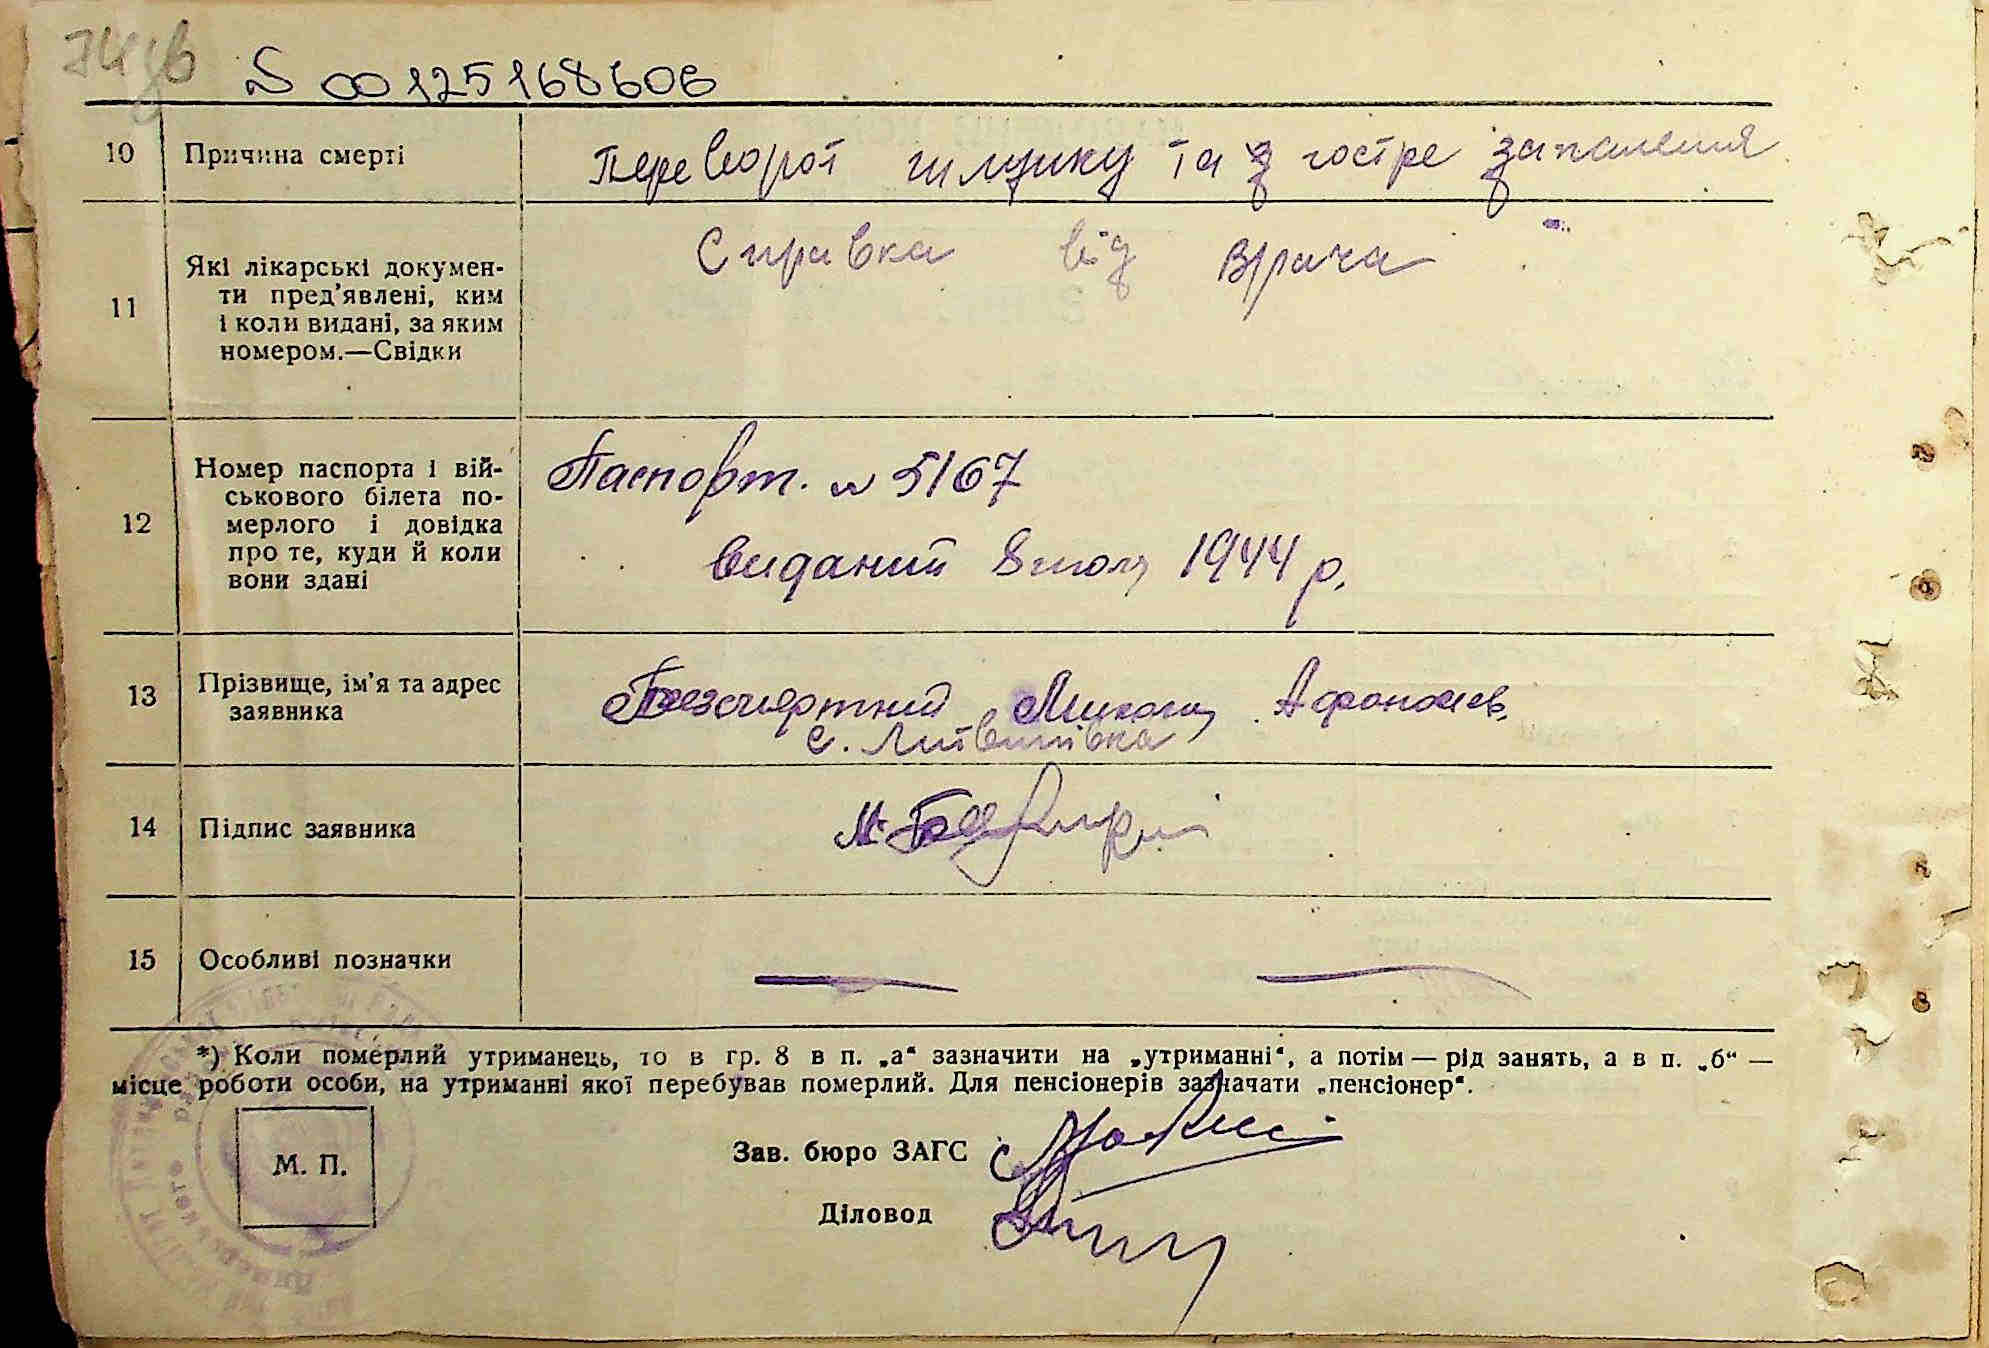 00125168606
10 Причина смерті Переворот шлунку та гостре запалення
11 Які лікарські докумен-
ти пред'явлені, ким
і коли видані, за яким
номером.—Свідки
Справка від врача
12 Номер паспорта і вій-
ськового білета по-
мерлого і довідка
про те, куди й коли
вони здані
Паспорт. № 5167
виданий 8 июля 1944 р.
13 Прізвище, ім'я та адрес
заявника
Безсмертний Микола Афанасиев.
с. Литвинівка
14 Підпис заявника
15 Особливі позначки
*) Коли померлий утриманець, то в гр. 8 в п. „а“ зазначити на „утриманні“, а потім — рід занять, а в п. „б“ —
місце роботи особи, на утриманні якої перебував померлий. Для пенсіонерів зазначати „пенсіонер“.
М. П.
Зав. бюро ЗАГС
Діловод